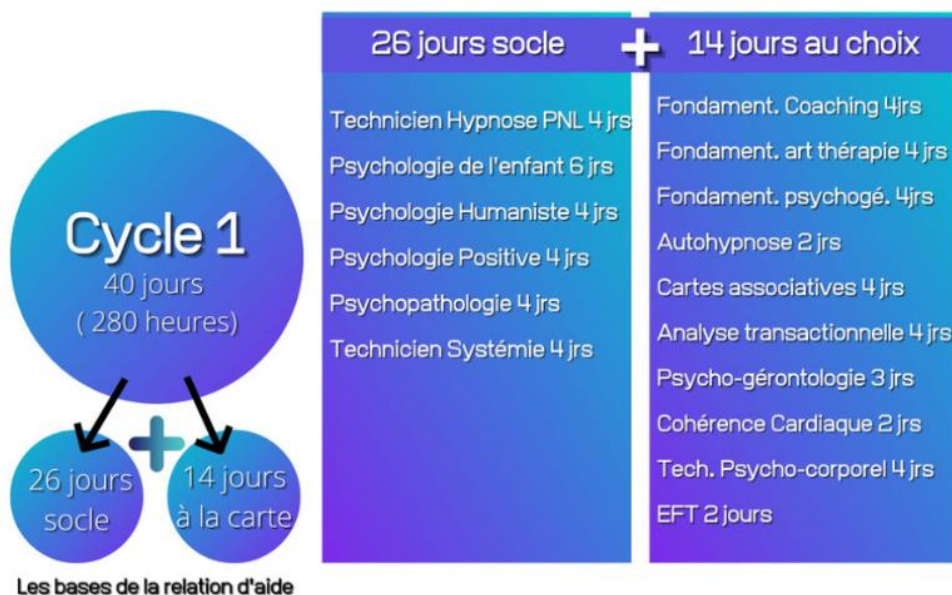 Cycle 1
40 jours
( 280 heures)
26 jours
socle
14 jours
à la carte
Les bases de la relation d'aide
26 jours socle + 14 jours au choix
Technicien Hypnose PNL 4 jrs
Psychologie de l'enfant 6 jrs
Psychologie Humaniste 4 jrs
Psychologie Positive 4 jrs
Psychopathologie 4 jrs
Technicien Systémie 4 jrs
Fondament. Coaching 4jrs
Fondament. art thérapie 4 jrs
Fondament. psychogé. 4jrs
Autohypnose 2 jrs
Cartes associatives 4 jrs
Analyse transactionnelle 4 jrs
Psycho-gérontologie 3 jrs
Cohérence Cardiaque 2 jrs
Tech. Psycho-corporel 4 jrs
EFT 2 jours